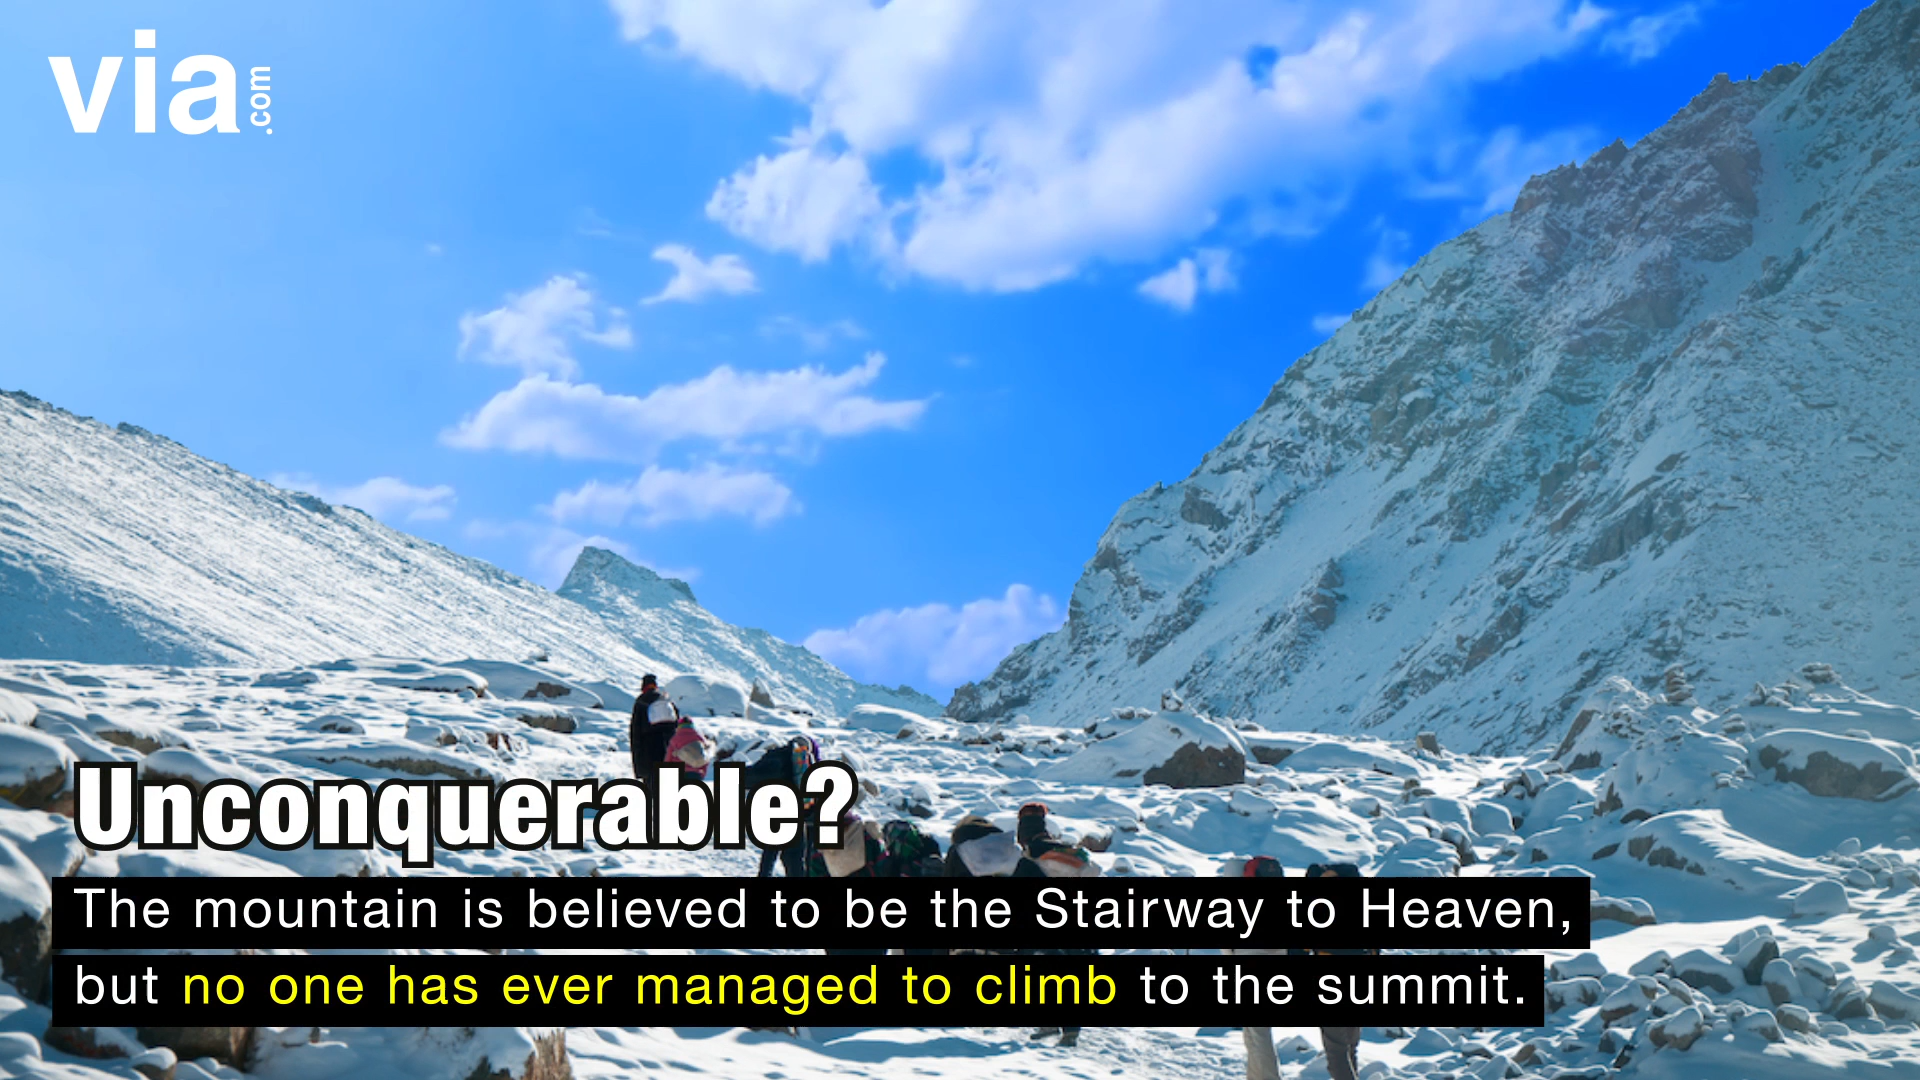 via.com
Unconquerable?
The mountain is believed to be the Stairway to Heaven,
but no one has ever managed to climb to the summit.